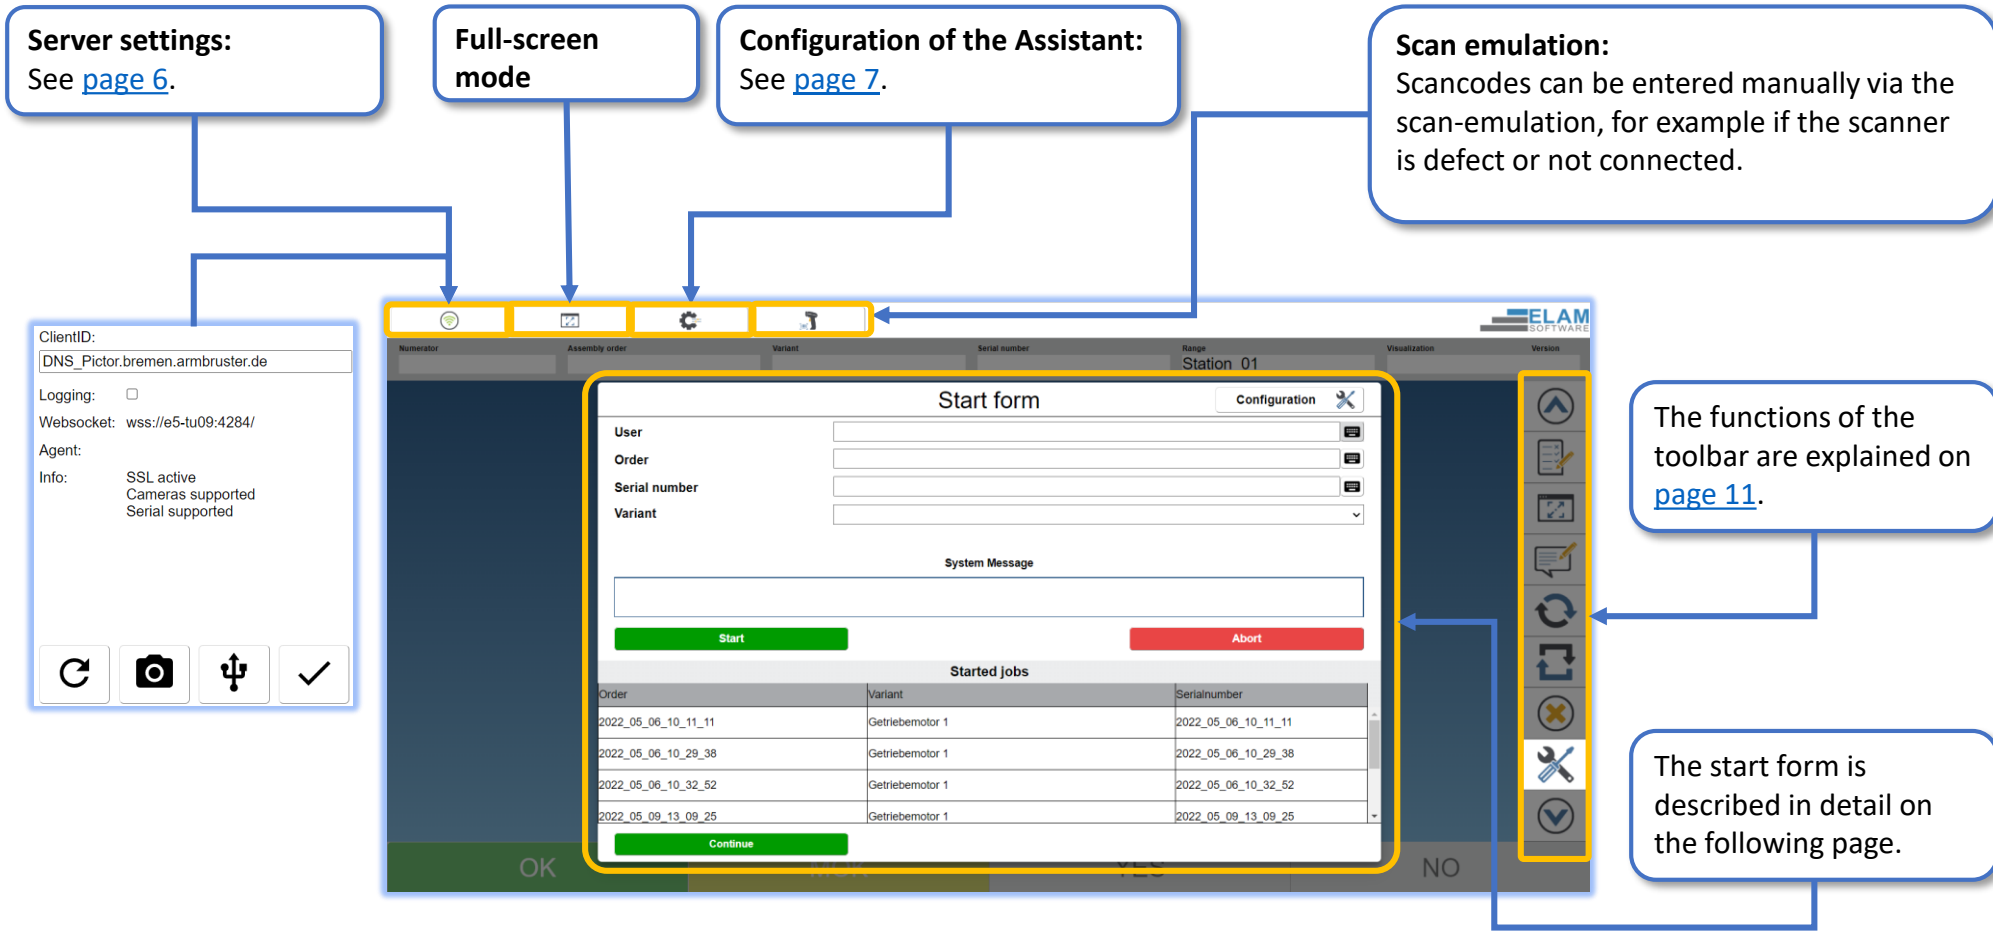 Server settings:
See page 6.
Full-screen
mode
Configuration of the Assistant:
See page 7.
Scan emulation:
Scancodes can be entered manually via the
scan-emulation, for example if the scanner
is defect or not connected.
ClientID:
DNS_Pictor.bremen.armbruster.de
Logging:
Websocket: wss://e5-tu09:4284/
Agent:
Info: SSL active
Cameras supported
Serial supported
ELAM
SOFTWARE
Numerator Assembly order Variant Serial number Range Visualization Version
Station_01
Start form
Configuration
User
Order
Serial number
Variant
System Message
Start Abort
Started jobs
Order Variant Serialnumber
2022_05_06_10_11_11 Getriebemotor 1 2022_05_06_10_11_11
2022_05_06_10_29_38 Getriebemotor 1 2022_05_06_10_29_38
2022_05_06_10_32_52 Getriebemotor 1 2022_05_06_10_32_52
2022_05_09_13_09_25 Getriebemotor 1 2022_05_09_13_09_25
Continue
OK YES NO
The functions of the
toolbar are explained on
page 11.
The start form is
described in detail on
the following page.